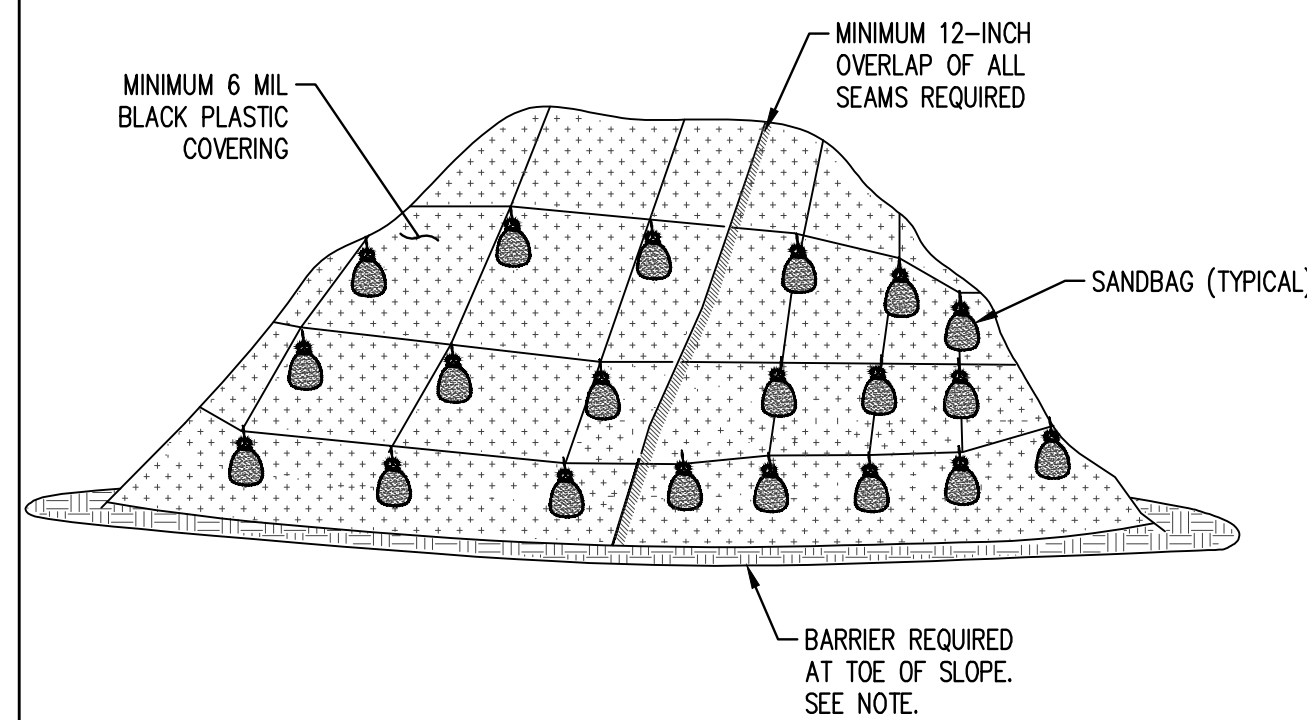 MINIMUM 12-INCH
OVERLAP OF ALL
SEAMS REQUIRED
MINIMUM 6 MIL
BLACK PLASTIC
COVERING
SANDBAG (TYPICAL)
BARRIER REQUIRED
AT TOE OF SLOPE.
SEE NOTE.